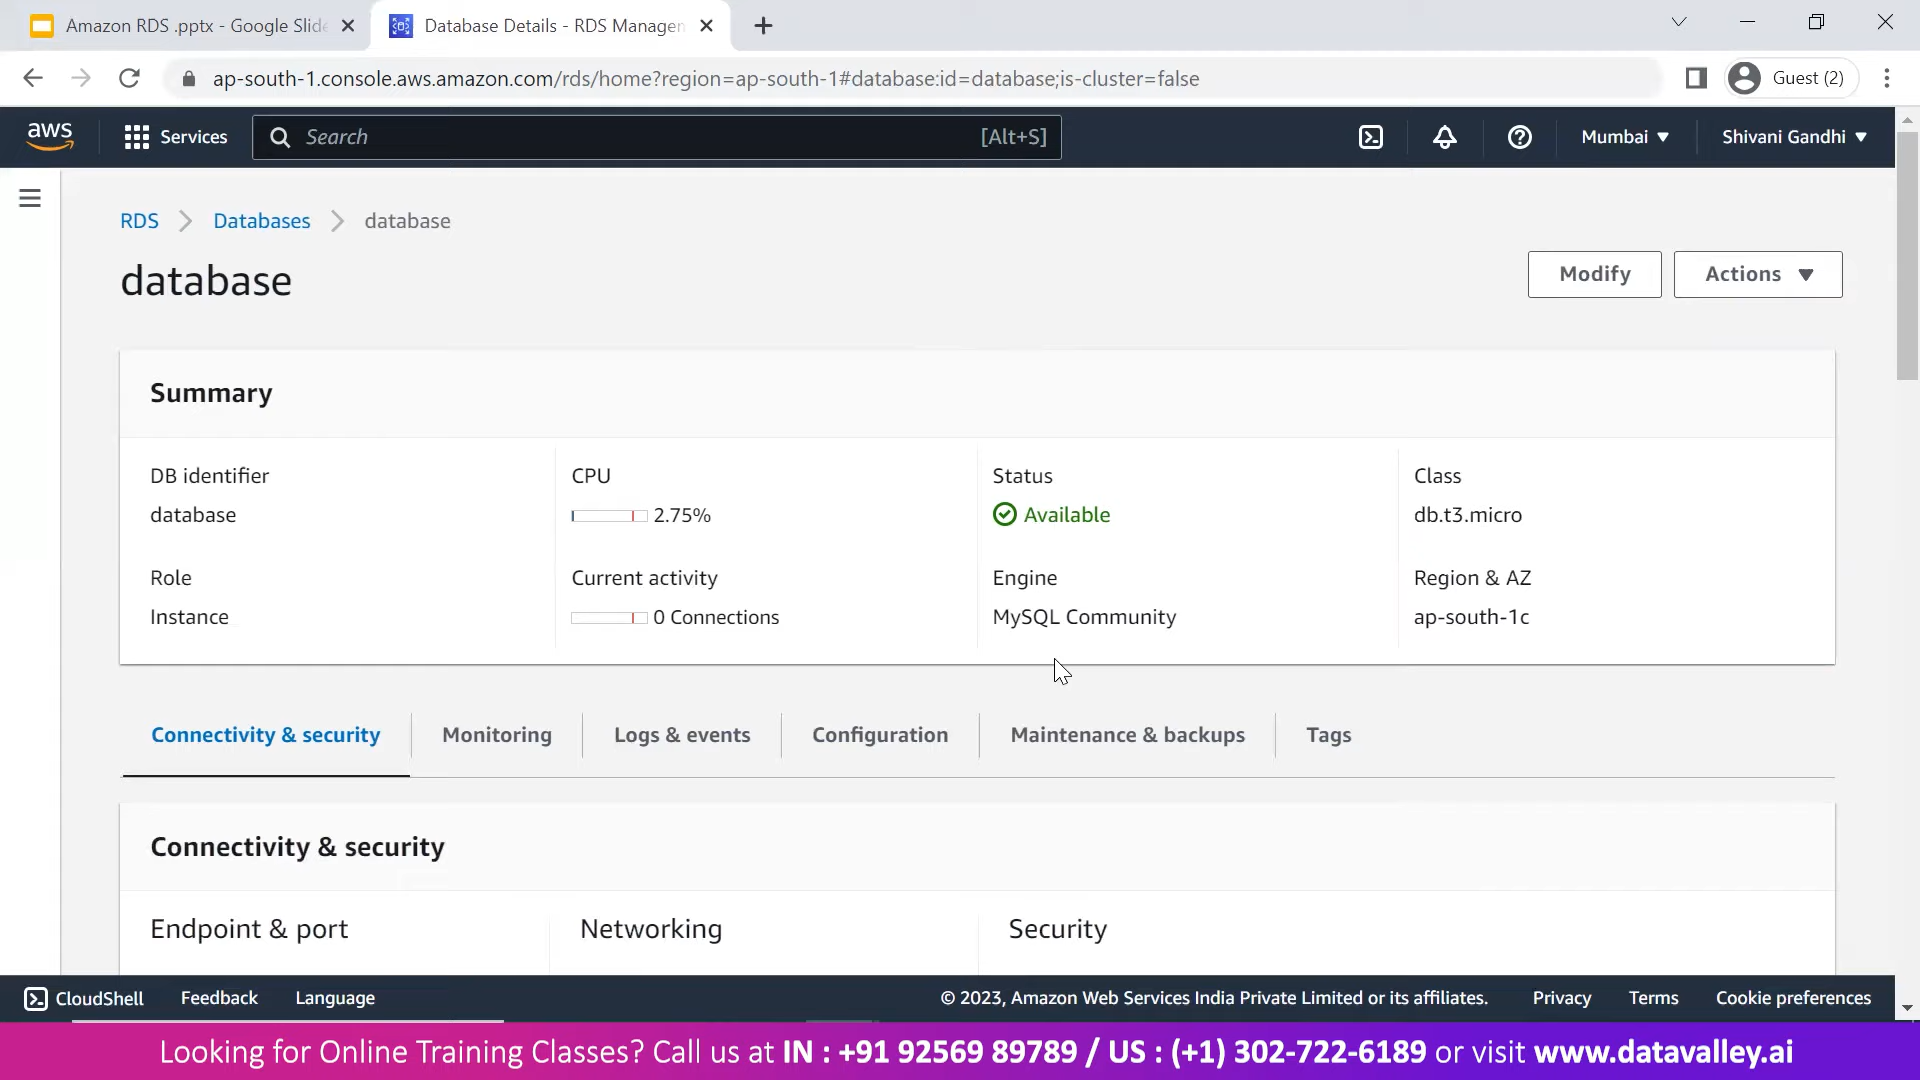 Amazon RDS .pptx - Google Slide
Database Details - RDS Managen
ap-south-1.console.aws.amazon.com/rds/home?region=ap-south-1#database:id=database;is-cluster=false
Guest (2)
aws
Services
Search
[Alt+S]
Mumbai
Shivani Gandhi
RDS
Databases
database
database
Modify
Actions
Summary
DB identifier
CPU
Status
Class
database
2.75%
Available
db.t3.micro
Role
Current activity
Engine
Region & AZ
Instance
0 Connections
MySQL Community
ap-south-1c
Connectivity & security
Monitoring
Logs & events
Configuration
Maintenance & backups
Tags
Connectivity & security
Endpoint & port
Networking
Security
CloudShell
Feedback
Language
© 2023, Amazon Web Services India Private Limited or its affiliates.
Privacy
Terms
Cookie preferences
Looking for Online Training Classes? Call us at IN : +91 92569 89789 / US : (+1) 302-722-6189 or visit www.datavalley.ai